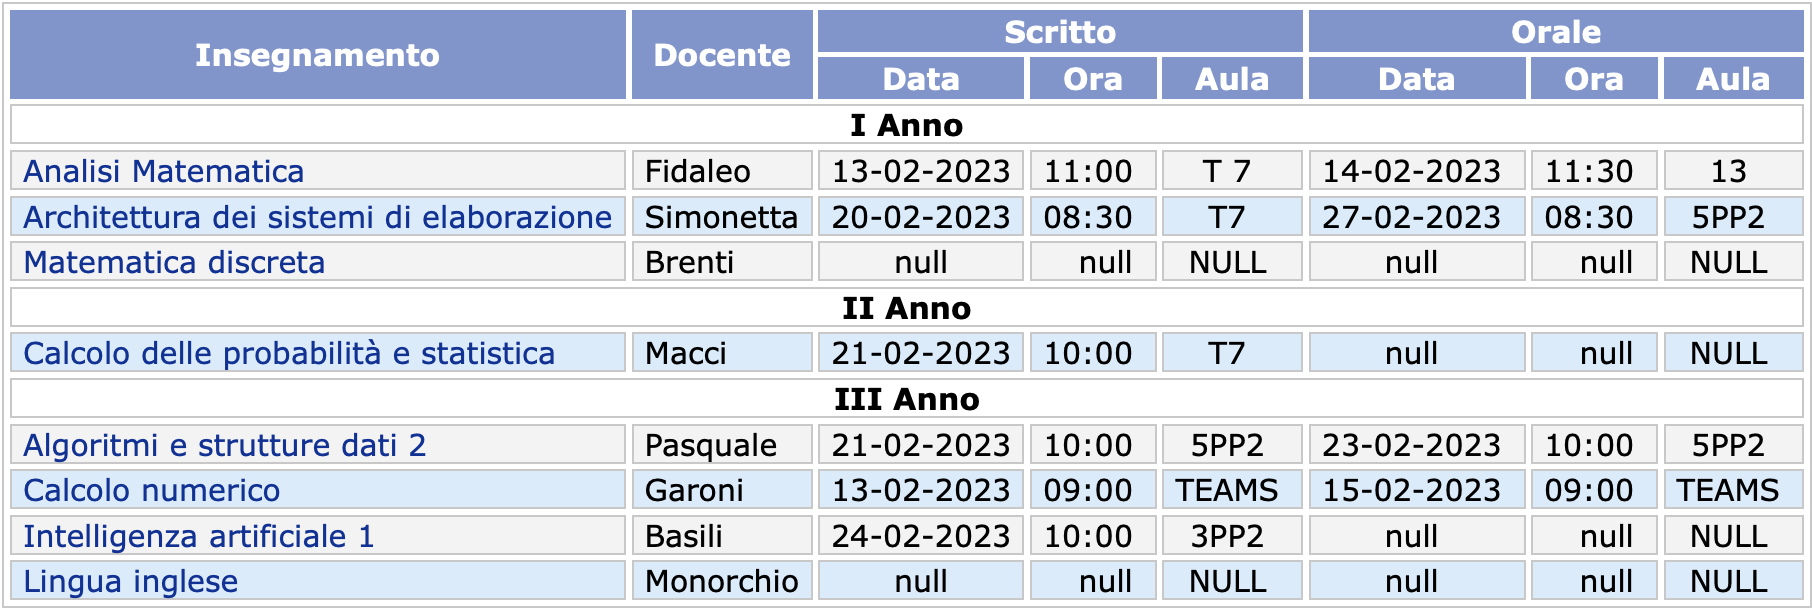 Insegnamento Docente Scritto Orale
Data Ora Aula Data Ora Aula
I Anno
Analisi Matematica Fidaleo 13-02-2023 11:00 T 7 14-02-2023 11:30 13
Architettura dei sistemi di elaborazione Simonetta 20-02-2023 08:30 T7 27-02-2023 08:30 5PP2
Matematica discreta Brenti null null NULL null null NULL
II Anno
Calcolo delle probabilità e statistica Macci 21-02-2023 10:00 T7 null null NULL
III Anno
Algoritmi e strutture dati 2 Pasquale 21-02-2023 10:00 5PP2 23-02-2023 10:00 5PP2
Calcolo numerico Garoni 13-02-2023 09:00 TEAMS 15-02-2023 09:00 TEAMS
Intelligenza artificiale 1 Basili 24-02-2023 10:00 3PP2 null null NULL
Lingua inglese Monorchio null null NULL null null NULL